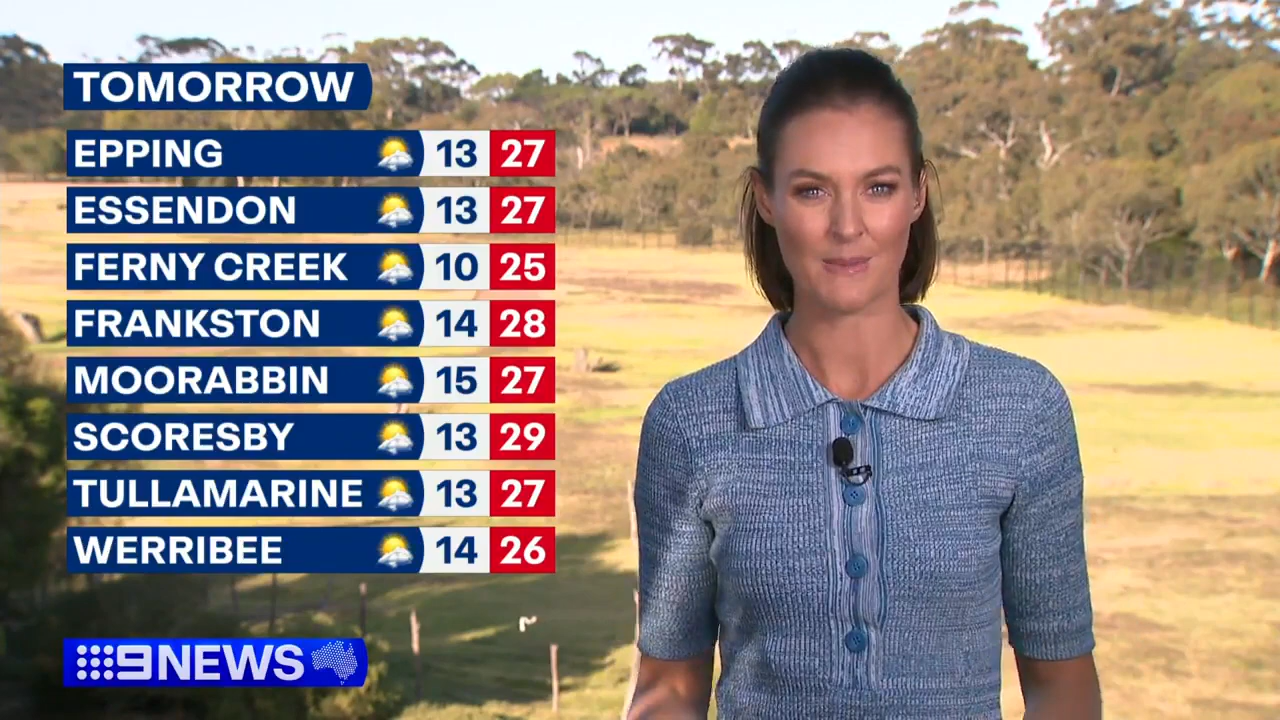 TOMORROW
EPPING 13 27
ESSENDON 13 27
FERNY CREEK 10 25
FRANKSTON 14 28
MOORABBIN 15 27
SCORESBY 13 29
TULLAMARINE 13 27
WERRIBEE 14 26
9NEWS